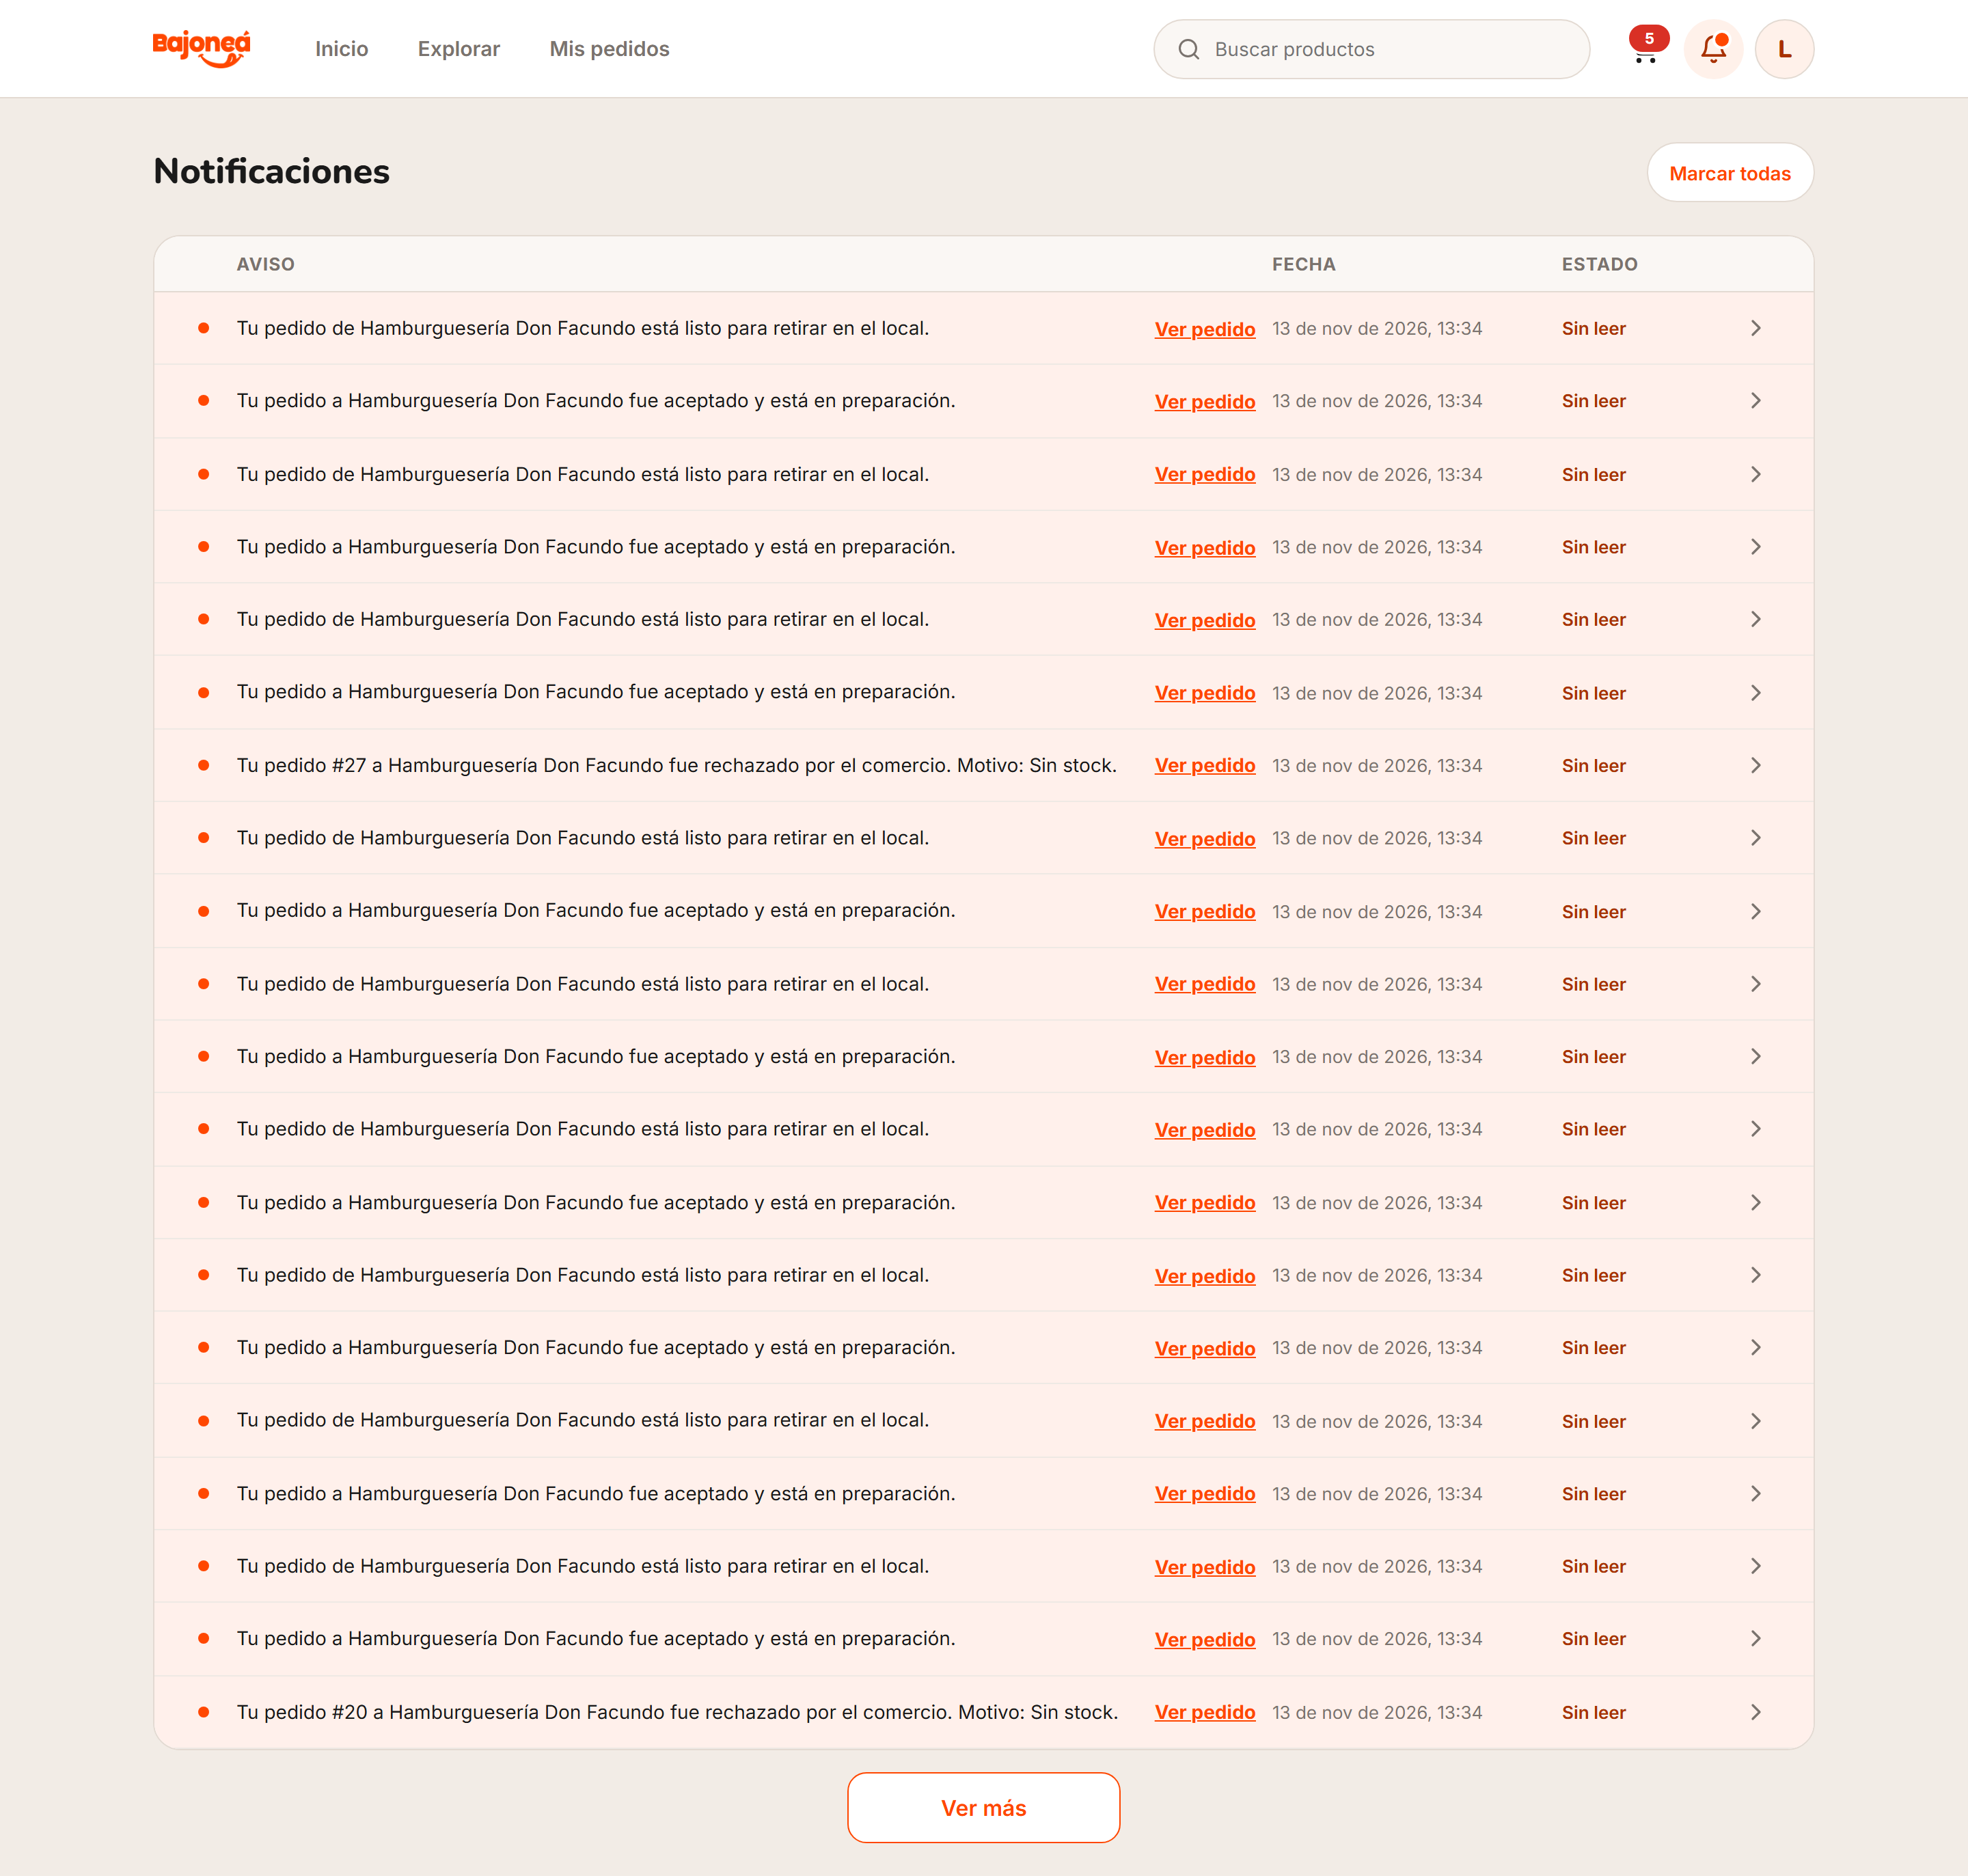 Bajoneá Inicio Explorar Mis pedidos Buscar productos 5 L
Notificaciones Marcar todas
AVISO FECHA ESTADO
Tu pedido de Hamburguesería Don Facundo está listo para retirar en el local. Ver pedido 13 de nov de 2026, 13:34 Sin leer
Tu pedido a Hamburguesería Don Facundo fue aceptado y está en preparación. Ver pedido 13 de nov de 2026, 13:34 Sin leer
Tu pedido de Hamburguesería Don Facundo está listo para retirar en el local. Ver pedido 13 de nov de 2026, 13:34 Sin leer
Tu pedido a Hamburguesería Don Facundo fue aceptado y está en preparación. Ver pedido 13 de nov de 2026, 13:34 Sin leer
Tu pedido de Hamburguesería Don Facundo está listo para retirar en el local. Ver pedido 13 de nov de 2026, 13:34 Sin leer
Tu pedido a Hamburguesería Don Facundo fue aceptado y está en preparación. Ver pedido 13 de nov de 2026, 13:34 Sin leer
Tu pedido #27 a Hamburguesería Don Facundo fue rechazado por el comercio. Motivo: Sin stock. Ver pedido 13 de nov de 2026, 13:34 Sin leer
Tu pedido de Hamburguesería Don Facundo está listo para retirar en el local. Ver pedido 13 de nov de 2026, 13:34 Sin leer
Tu pedido a Hamburguesería Don Facundo fue aceptado y está en preparación. Ver pedido 13 de nov de 2026, 13:34 Sin leer
Tu pedido de Hamburguesería Don Facundo está listo para retirar en el local. Ver pedido 13 de nov de 2026, 13:34 Sin leer
Tu pedido a Hamburguesería Don Facundo fue aceptado y está en preparación. Ver pedido 13 de nov de 2026, 13:34 Sin leer
Tu pedido de Hamburguesería Don Facundo está listo para retirar en el local. Ver pedido 13 de nov de 2026, 13:34 Sin leer
Tu pedido a Hamburguesería Don Facundo fue aceptado y está en preparación. Ver pedido 13 de nov de 2026, 13:34 Sin leer
Tu pedido de Hamburguesería Don Facundo está listo para retirar en el local. Ver pedido 13 de nov de 2026, 13:34 Sin leer
Tu pedido a Hamburguesería Don Facundo fue aceptado y está en preparación. Ver pedido 13 de nov de 2026, 13:34 Sin leer
Tu pedido de Hamburguesería Don Facundo está listo para retirar en el local. Ver pedido 13 de nov de 2026, 13:34 Sin leer
Tu pedido a Hamburguesería Don Facundo fue aceptado y está en preparación. Ver pedido 13 de nov de 2026, 13:34 Sin leer
Tu pedido de Hamburguesería Don Facundo está listo para retirar en el local. Ver pedido 13 de nov de 2026, 13:34 Sin leer
Tu pedido a Hamburguesería Don Facundo fue aceptado y está en preparación. Ver pedido 13 de nov de 2026, 13:34 Sin leer
Tu pedido #20 a Hamburguesería Don Facundo fue rechazado por el comercio. Motivo: Sin stock. Ver pedido 13 de nov de 2026, 13:34 Sin leer
Ver más